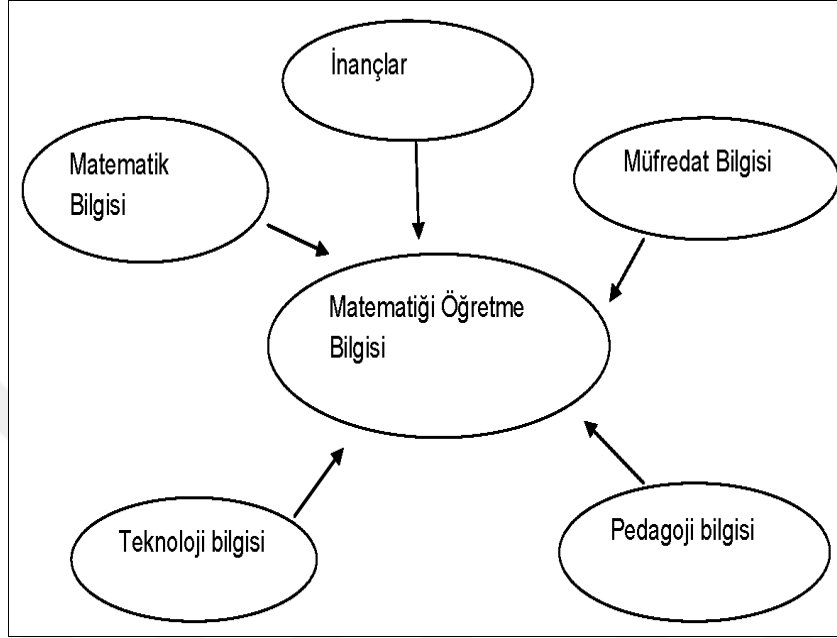 İnançlar
Matematik
Bilgisi
Müfredat Bilgisi
Matematiği Öğretme
Bilgisi
Teknoloji bilgisi
Pedagoji bilgisi